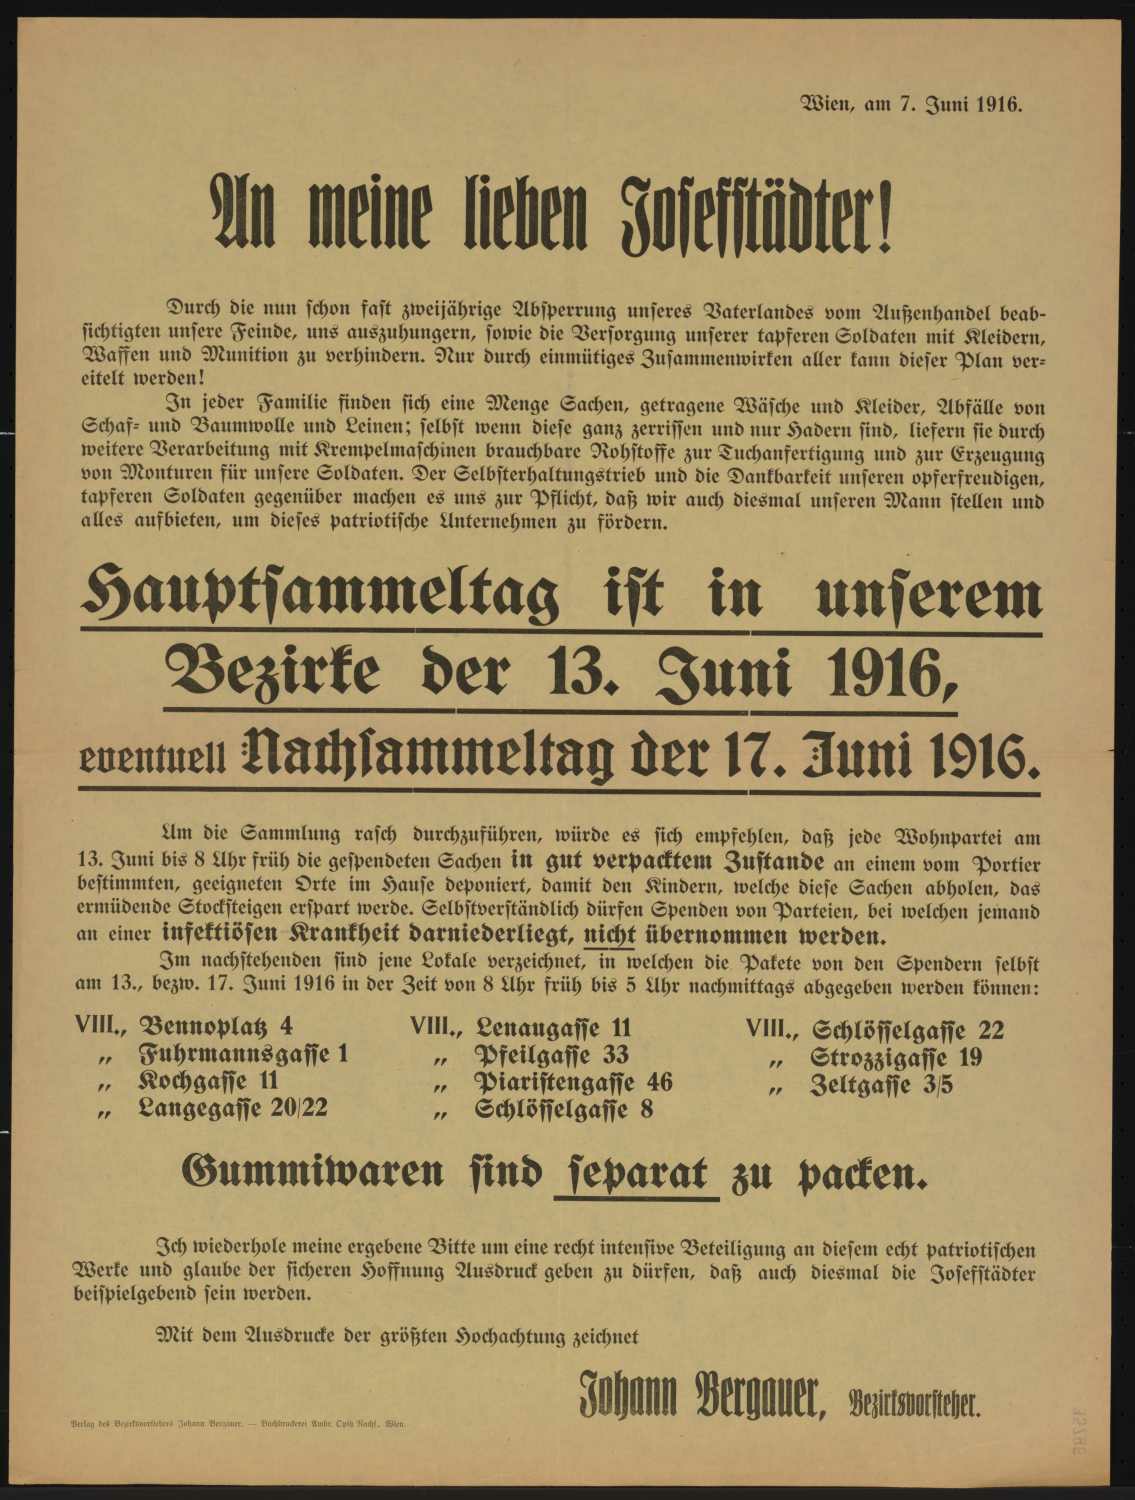 Wien, am 7. Juni 1916.
An meine lieben Josefstädter!
Durch die nun schon fast zweijährige Absperrung unseres Vaterlandes vom Außenhandel beab-
sichtigten unsere Feinde, uns auszuhungern, sowie die Versorgung unserer tapferen Soldaten mit Kleidern,
Waffen und Munition zu verhindern. Nur durch einmütiges Zusammenwirken aller kann dieser Plan ver-
eitelt werden!
In jeder Familie finden sich eine Menge Sachen, getragene Wäsche und Kleider, Abfälle von
Schaf- und Baumwolle und Leinen; selbst wenn diese ganz zerrissen und nur Hadern sind, liefern sie durch
weitere Verarbeitung mit Krempelmaschinen brauchbare Rohstoffe zur Tuchanfertigung und zur Erzeugung
von Monturen für unsere Soldaten. Der Selbsterhaltungstrieb und die Dankbarkeit unseren opferfreudigen,
tapferen Soldaten gegenüber machen es uns zur Pflicht, daß wir auch diesmal unseren Mann stellen und
alles aufbieten, um dieses patriotische Unternehmen zu fördern.
Hauptsammeltag ist in unserem
Bezirke der 13. Juni 1916,
eventuell Nachsammeltag der 17. Juni 1916.
Um die Sammlung rasch durchzuführen, würde es sich empfehlen, daß jede Wohnpartei am
13. Juni bis 8 Uhr früh die gespendeten Sachen in gut verpacktem Zustande an einem vom Portier
bestimmten, geeigneten Orte im Hause deponiert, damit den Kindern, welche diese Sachen abholen, das
ermüdende Stocksteigen erspart werde. Selbstverständlich dürfen Spenden von Parteien, bei welchen jemand
an einer infektiösen Krankheit darniederliegt, nicht übernommen werden.
Im nachstehenden sind jene Lokale verzeichnet, in welchen die Pakete von den Spendern selbst
am 13., bezw. 17. Juni 1916 in der Zeit von 8 Uhr früh bis 5 Uhr nachmittags abgegeben werden können:
VIII., Bennoplatz 4
„ Fuhrmannsgasse 1
„ Kochgasse 11
„ Langegasse 20/22
VIII., Lenaugasse 11
„ Pfeilgasse 33
„ Piaristengasse 46
„ Schlösselgasse 8
VIII., Schlösselgasse 22
„ Strozzigasse 19
„ Zeltgasse 3/5
Gummiwaren sind separat zu packen.
Ich wiederhole meine ergebene Bitte um eine recht intensive Beteiligung an diesem echt patriotischen
Werke und glaube der sicheren Hoffnung Ausdruck geben zu dürfen, daß auch diesmal die Josefstädter
beispielgebend sein werden.
Mit dem Ausdrucke der größten Hochachtung zeichnet
Johann Bergauer, Bezirksvorsteher.
Verlag des Bezirksvorstehers Johann Bergauer. — Buchdruckerei Ambr. Opitz Nachf., Wien.